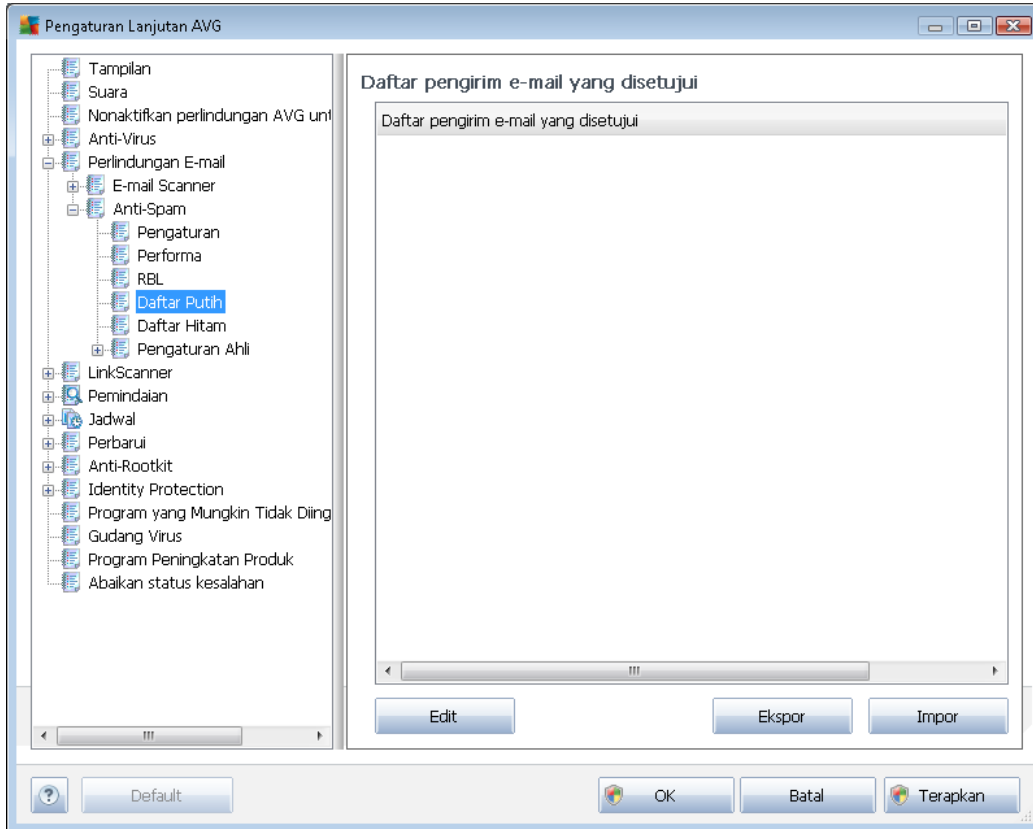 Pengaturan Lanjutan AVG
Tampilan
Suara
Nonaktifkan perlindungan AVG unt
Anti-Virus
Perlindungan E-mail
E-mail Scanner
Anti-Spam
Pengaturan
Performa
RBL
Daftar Putih
Daftar Hitam
Pengaturan Ahli
LinkScanner
Pemindaian
Jadwal
Perbarui
Anti-Rootkit
Identity Protection
Program yang Mungkin Tidak Diing
Gudang Virus
Program Peningkatan Produk
Abaikan status kesalahan
Daftar pengirim e-mail yang disetujui
Daftar pengirim e-mail yang disetujui
Edit
Ekspor
Impor
?
Default
OK
Batal
Terapkan